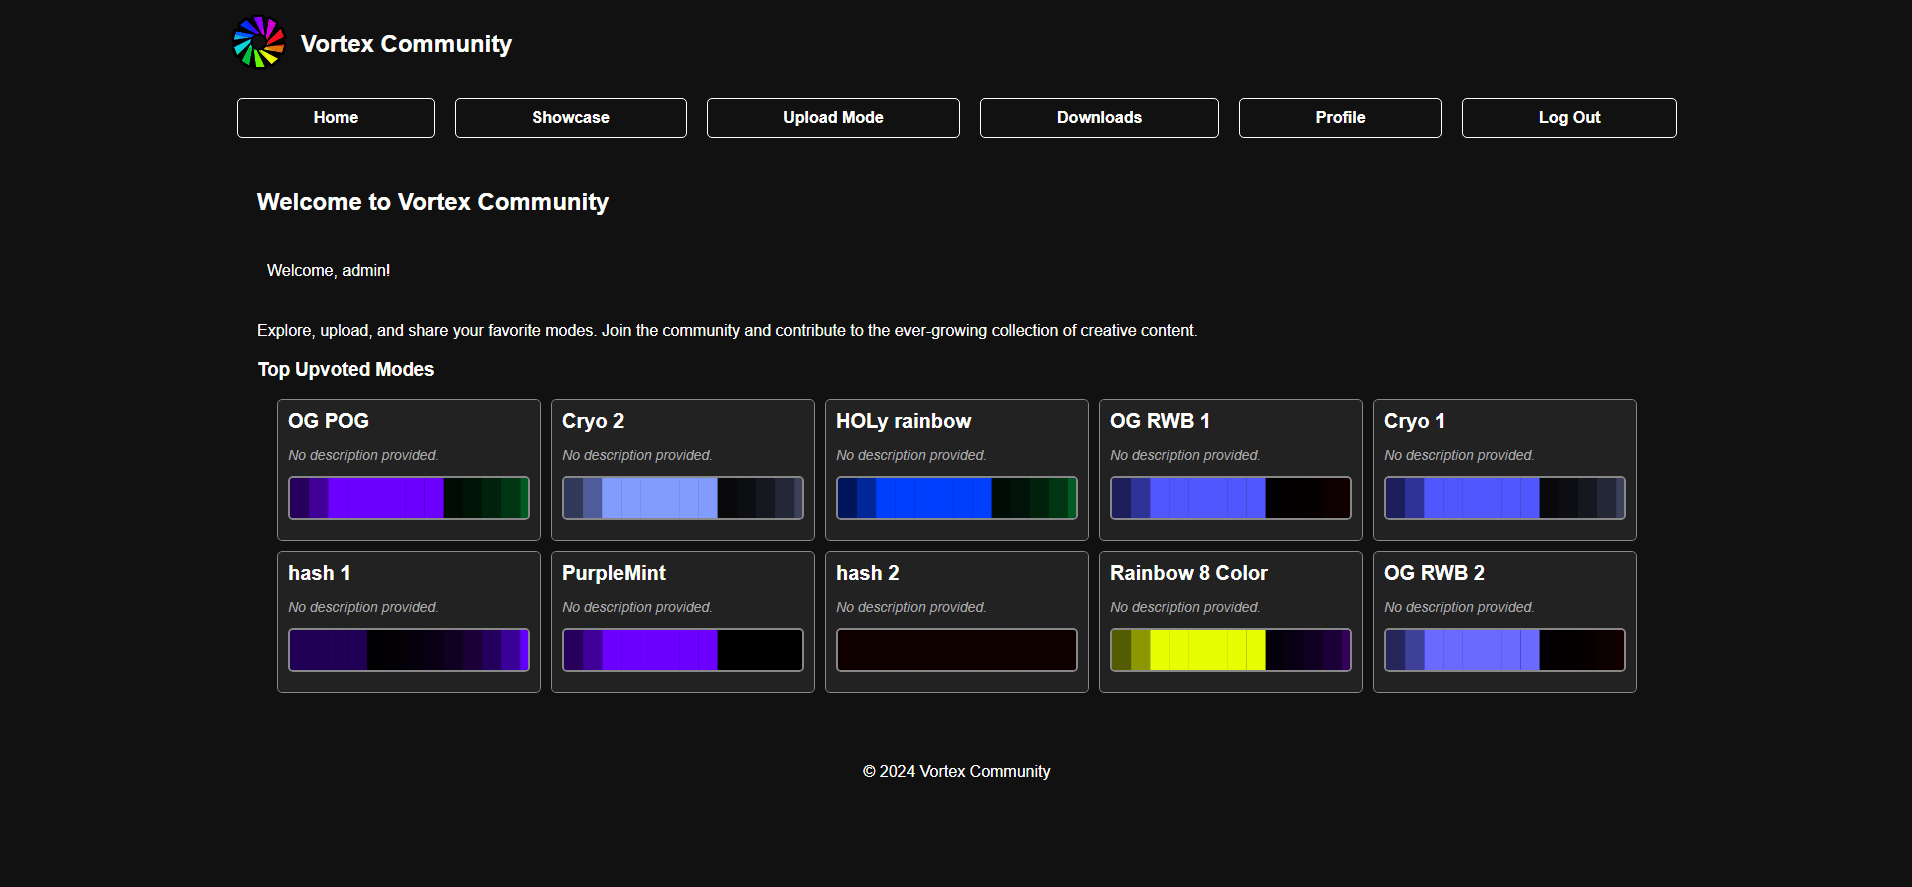 Vortex Community
Home Showcase Upload Mode Downloads Profile Log Out
Welcome to Vortex Community
Welcome, admin!
Explore, upload, and share your favorite modes. Join the community and contribute to the ever-growing collection of creative content.
Top Upvoted Modes
OG POG
No description provided.
Cryo 2
No description provided.
HOLy rainbow
No description provided.
OG RWB 1
No description provided.
Cryo 1
No description provided.
hash 1
No description provided.
PurpleMint
No description provided.
hash 2
No description provided.
Rainbow 8 Color
No description provided.
OG RWB 2
No description provided.
© 2024 Vortex Community